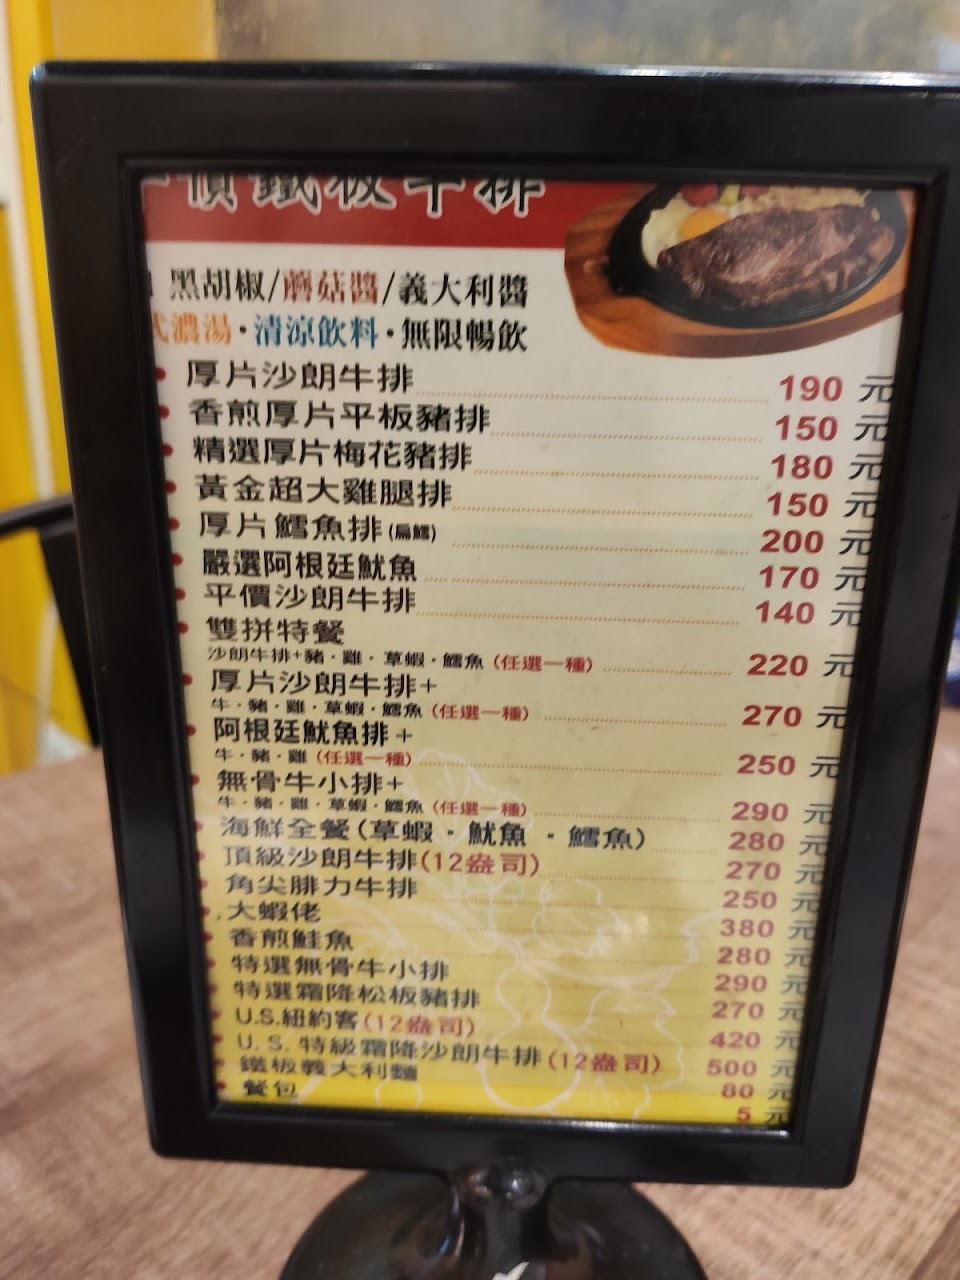 價鐵板牛排
黑胡椒/蘑菇醬/義大利醬
式濃湯·清涼飲料·無限暢飲
厚片沙朗牛排 190 元
香煎厚片平板豬排 150 元
精選厚片梅花豬排 180 元
黃金超大雞腿排 150 元
厚片鱈魚排(扁鱈) 200 元
嚴選阿根廷魷魚 170 元
平價沙朗牛排 140 元
雙拼特餐
沙朗牛排+豬·雞·草蝦·鱈魚(任選一種) 220 元
厚片沙朗牛排+
牛·豬·雞·草蝦·鱈魚(任選一種) 270 元
阿根廷魷魚排+
牛·豬·雞(任選一種) 250 元
無骨牛小排+
牛·豬·雞·草蝦·鱈魚(任選一種) 290 元
海鮮全餐(草蝦·魷魚·鱈魚) 280 元
頂級沙朗牛排(12盎司) 270 元
角尖腓力牛排 250 元
大蝦佬 380 元
香煎鮭魚 280 元
特選無骨牛小排 290 元
特選霜降松板豬排 270 元
U.S.紐約客(12盎司) 420 元
U.S.特級霜降沙朗牛排(12盎司) 500 元
鐵板義大利麵 80 元
餐包 5 元